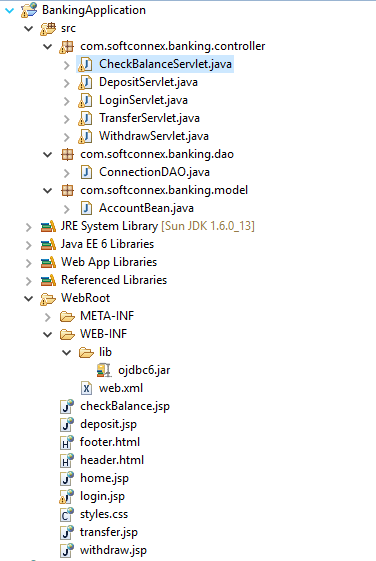 BankingApplication
src
com.softconnex.banking.controller
CheckBalanceServlet.java
DepositServlet.java
LoginServlet.java
TransferServlet.java
WithdrawServlet.java
com.softconnex.banking.dao
ConnectionDAO.java
com.softconnex.banking.model
AccountBean.java
JRE System Library [Sun JDK 1.6.0_13]
Java EE 6 Libraries
Web App Libraries
Referenced Libraries
WebRoot
META-INF
WEB-INF
lib
ojdbc6.jar
web.xml
checkBalance.jsp
deposit.jsp
footer.html
header.html
home.jsp
login.jsp
styles.css
transfer.jsp
withdraw.jsp